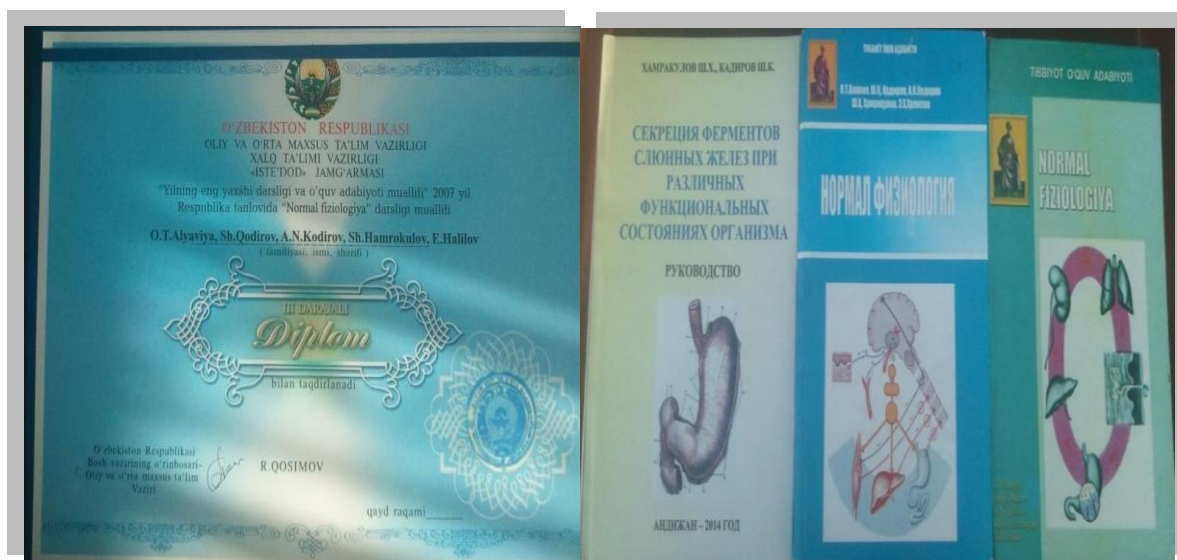 O'ZBEKISTON RESPUBLIKASI
OLIY VA O'RTA MAXSUS TA'LIM VAZIRLIGI
XALQ TA'LIMI VAZIRLIGI
«ISTE'DOD» JAMG'ARMASI
"Yilning eng yaxshi darsligi va o'quv adabiyoti muallifi" 2007 yil
Respublika tanlovida "Normal fiziologiya" darsligi muallifi
O.T.Alyaviya, Sh.Qodirov, A.N.Kodirov, Sh.Hamrokulov, E.Halilov
( familiyasi, ismi, sharifi )
III DARAJALI
Diplom
bilan taqdirlanadi
O'zbekiston Respublikasi
Bosh vazirining o'rinbosari-
Oliy va o'rta maxsus ta'lim
Vaziri
R.QOSIMOV
qayd raqami
ХАМРАКУЛОВ Ш.Х., КАДИРОВ Ш.К.
СЕКРЕЦИЯ ФЕРМЕНТОВ
СЛЮННЫХ ЖЕЛЕЗ ПРИ
РАЗЛИЧНЫХ
ФУНКЦИОНАЛЬНЫХ
СОСТОЯНИЯХ ОРГАНИЗМА
РУКОВОДСТВО
АНДИЖАН – 2014 ГОД
НОРМАЛ ФИЗИОЛОГИЯ
TIBBIYOT O'QUV ADABIYOTI
NORMAL
FIZIOLOGIYA